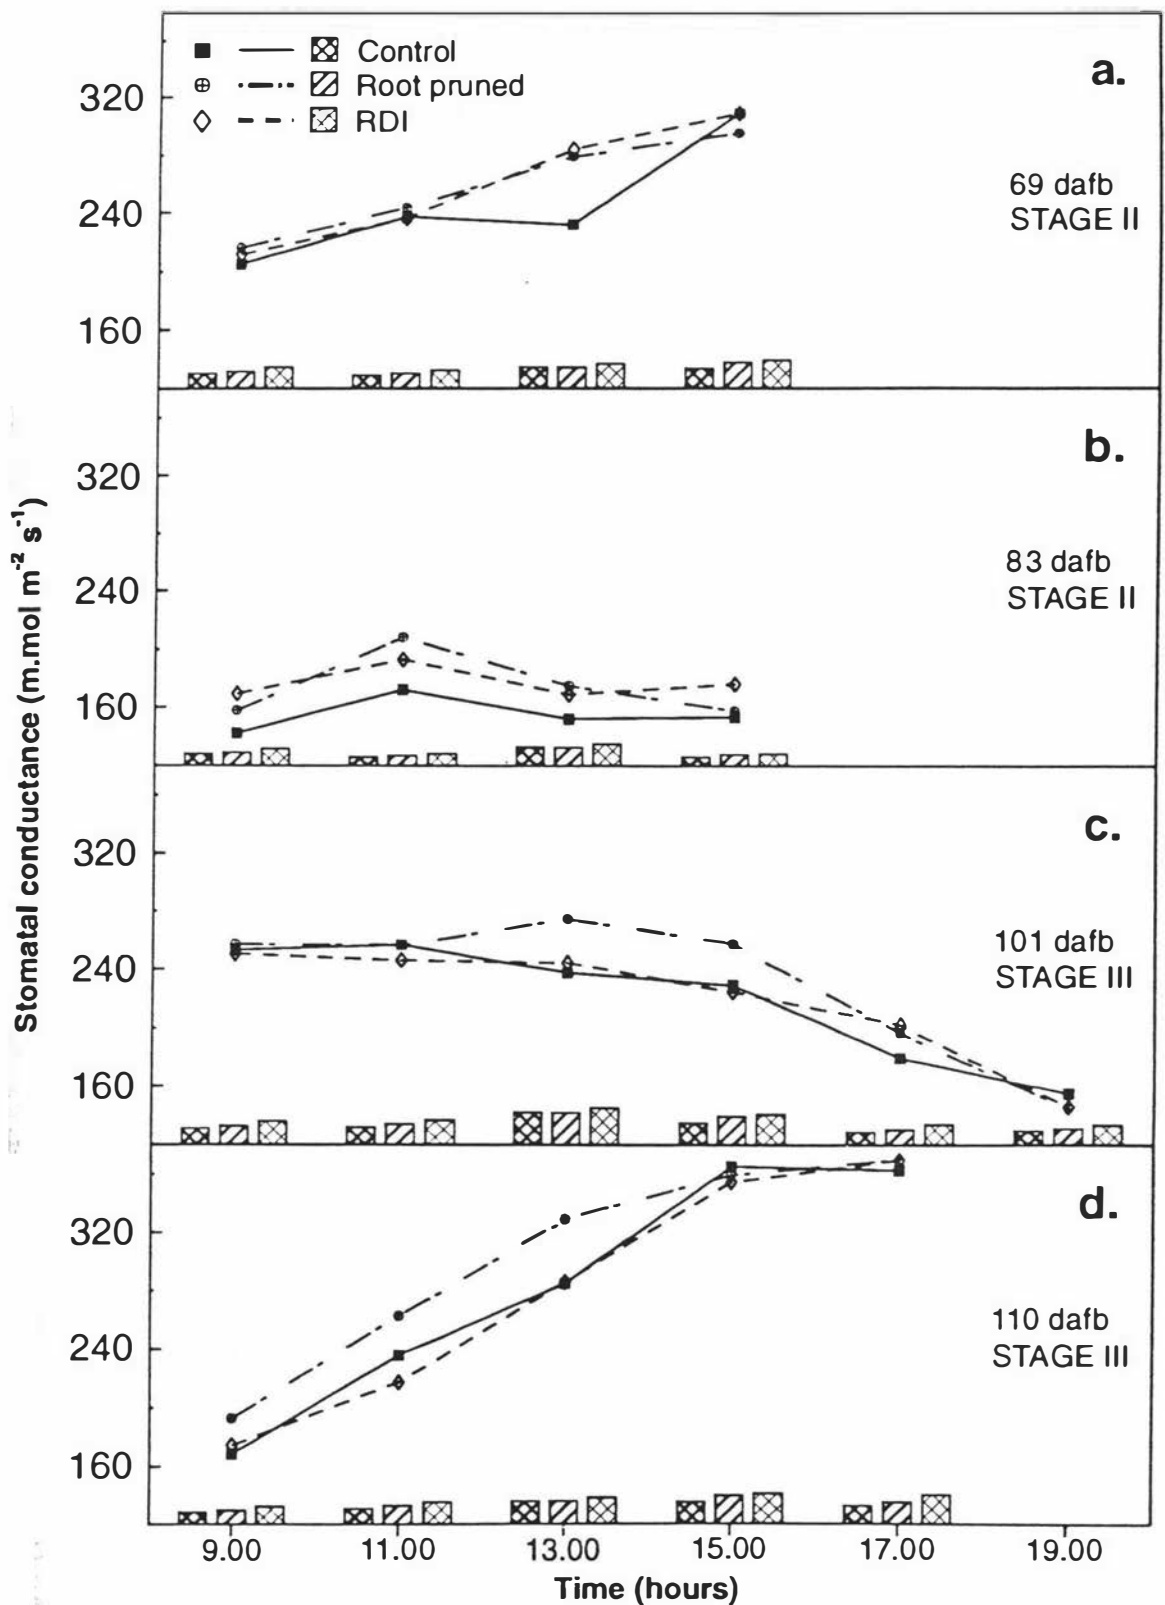 Control
Root pruned
RDI
a.
320
240
160
69 dafb
STAGE II
b.
320
240
160
83 dafb
STAGE II
c.
320
240
160
101 dafb
STAGE III
d.
320
240
160
110 dafb
STAGE III
Stomatal conductance (m.mol m⁻² s⁻¹)
9.00 11.00 13.00 15.00 17.00 19.00
Time (hours)